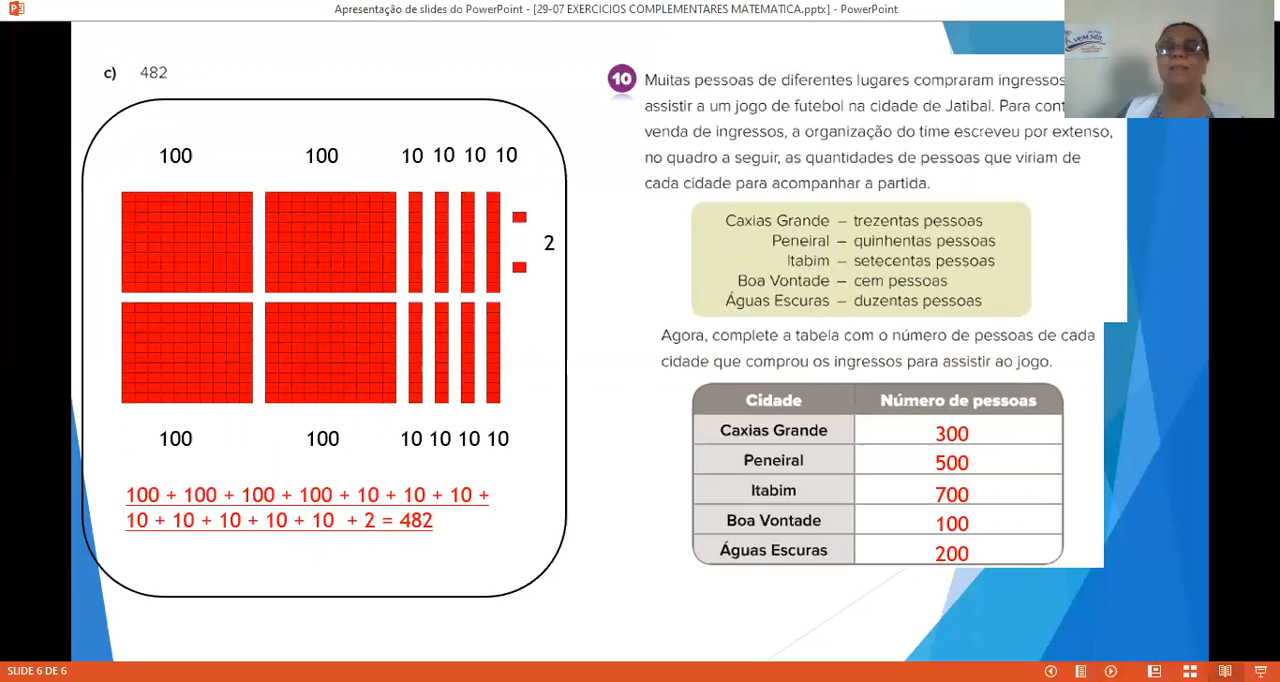 Apresentação de slides do PowerPoint - [29-07 EXERCICIOS COMPLEMENTARES MATEMATICA.pptx] - PowerPoint
c) 482
100 100 10 10 10 10
2
100 100 10 10 10 10
100 + 100 + 100 + 100 + 10 + 10 + 10 +
10 + 10 + 10 + 10 + 10 + 2 = 482
10 Muitas pessoas de diferentes lugares compraram ingressos
assistir a um jogo de futebol na cidade de Jatibal. Para
venda de ingressos, a organização do time escreveu por extenso,
no quadro a seguir, as quantidades de pessoas que viriam de
cada cidade para acompanhar a partida.
Caxias Grande – trezentas pessoas
Peneiral – quinhentas pessoas
Itabim – setecentas pessoas
Boa Vontade – cem pessoas
Águas Escuras – duzentas pessoas
Agora, complete a tabela com o número de pessoas de cada
cidade que comprou os ingressos para assistir ao jogo.
Cidade Número de pessoas
Caxias Grande 300
Peneiral 500
Itabim 700
Boa Vontade 100
Águas Escuras 200
SLIDE 6 DE 6